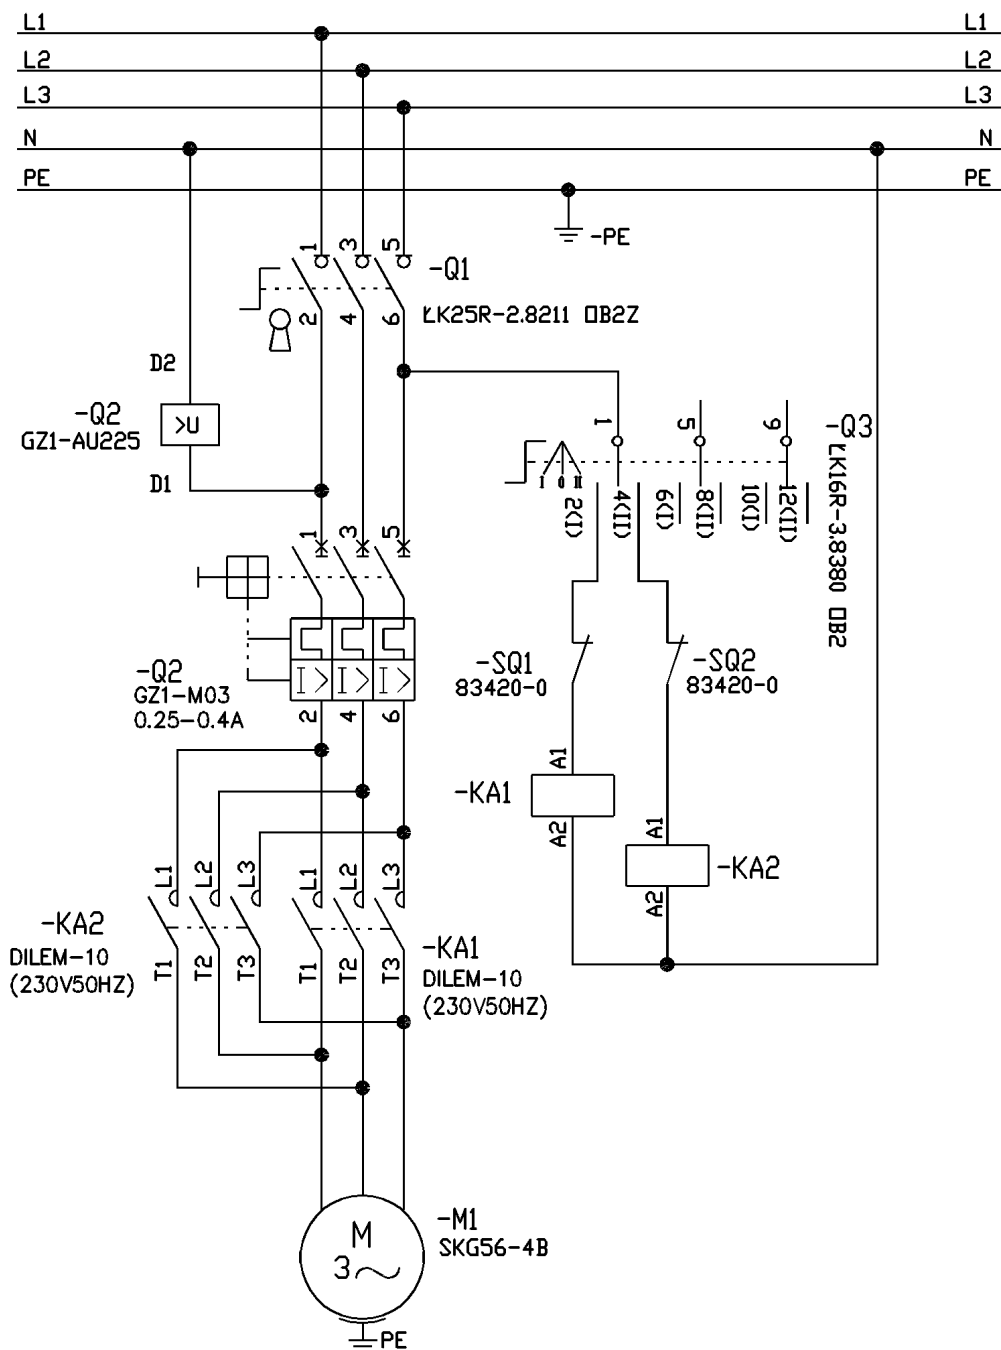 L1 L1
L2 L2
L3 L3
N N
PE PE
-PE
1 3 5
-Q1
ŁK25R-2.8211 OB2Z
2 4 6
D2
-Q2
GZ1-AU225
U>
D1
1 5 9
-Q3
ŁK16R-3.8380 OB2
I 0 II
2(I) 4(II) 6(I) 8(II) 10(I) 12(II)
1 3 5
-Q2
GZ1-M03
0.25-0.4A
I> I> I>
2 4 6
-SQ1
83420-0
-SQ2
83420-0
A1
-KA1
A2
A1
-KA2
A2
L1 L2 L3 L1 L2 L3
-KA2
DILEM-10
(230V50HZ)
T1 T2 T3 T1 T2 T3
-KA1
DILEM-10
(230V50HZ)
M
3~
-M1
SKG56-4B
PE